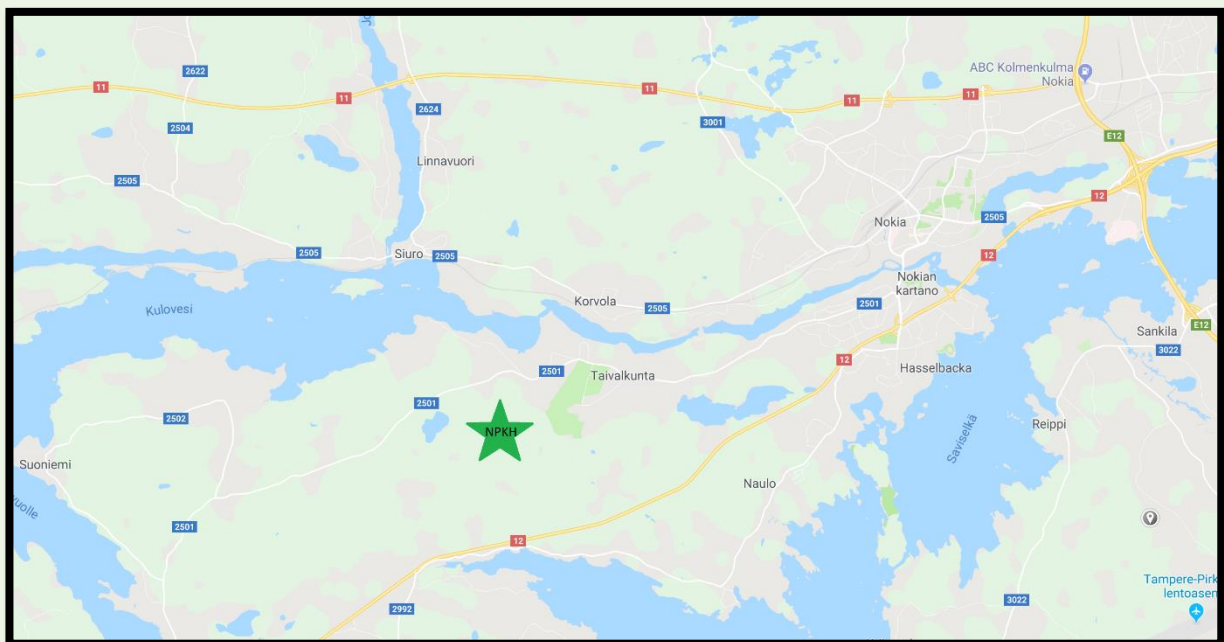 2622
11
11
11
11
11
ABC Kolmenkulma
Nokia
2504
2624
3001
E12
Linnavuori
2505
12
2505
Nokia
2505
Siuro
2505
12
Nokian
kartano
Kulovesi
Korvola
2505
2501
Sankila
E12
3022
2501
Taivalkunta
12
Hasselbacka
2501
2502
NPKH
Reippi
Saviselkä
Suoniemi
Naulo
2501
12
Tampere-Pirk
lentoasen
2992
3022